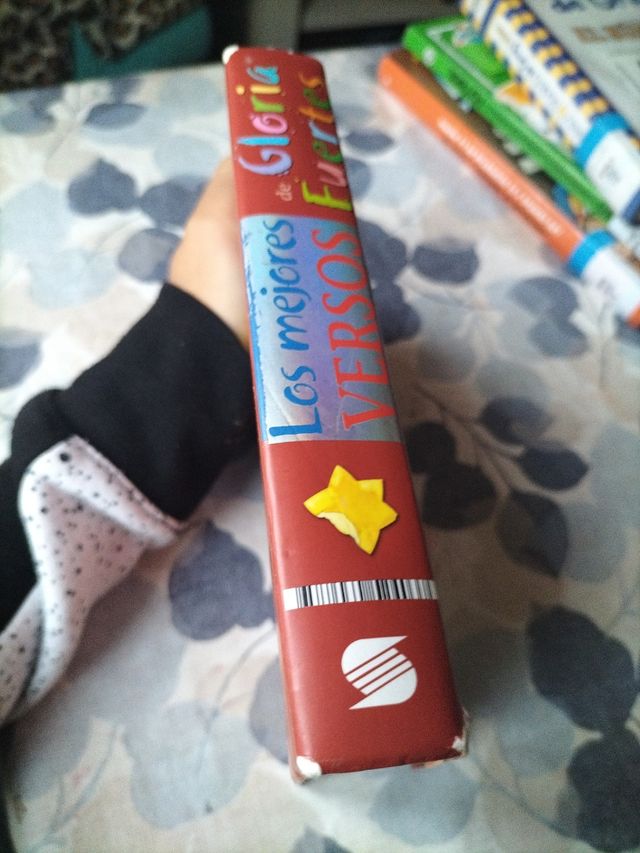 Los mejores
VERSOS
de Gloria
Fuertes